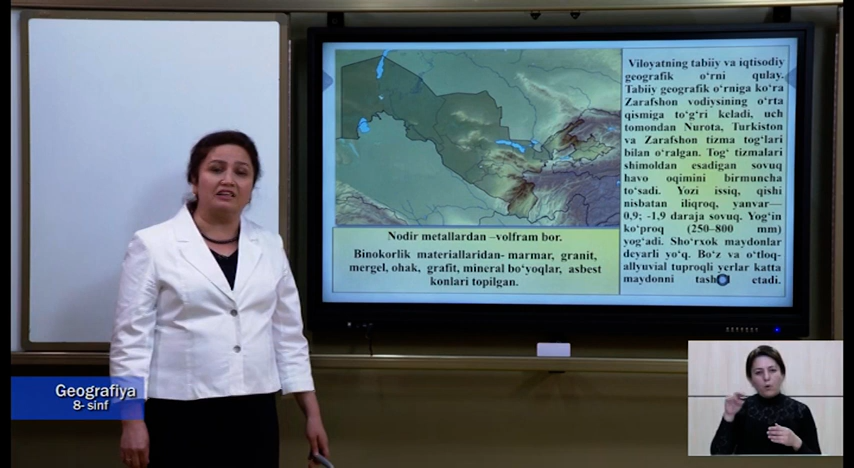 Viloyatning tabiiy va iqtisodiy
geografik o‘rni qulay.
Tabiiy geografik o‘rniga ko‘ra
Zarafshon vodiysining o‘rta
qismiga to‘g‘ri keladi, uch
tomondan Nurota, Turkiston
va Zarafshon tizma tog‘lari
bilan o‘ralgan. Tog‘ tizmalari
shimoldan esadigan sovuq
havo oqimini birmuncha
to‘sadi. Yozi issiq, qishi
nisbatan iliqroq, yanvar—
0,9; -1,9 daraja sovuq. Yog‘in
ko‘proq (250–800 mm)
yog‘adi. Sho‘rxok maydonlar
deyarli yo‘q. Bo‘z va o‘tloq-
allyuvial tuproqli yerlar katta
maydonni etadi.
Nodir metallardan –volfram bor.
Binokorlik materiallaridan- marmar, granit,
mergel, ohak, grafit, mineral bo‘yoqlar, asbest
konlari topilgan.
Geografiya
8- sinf